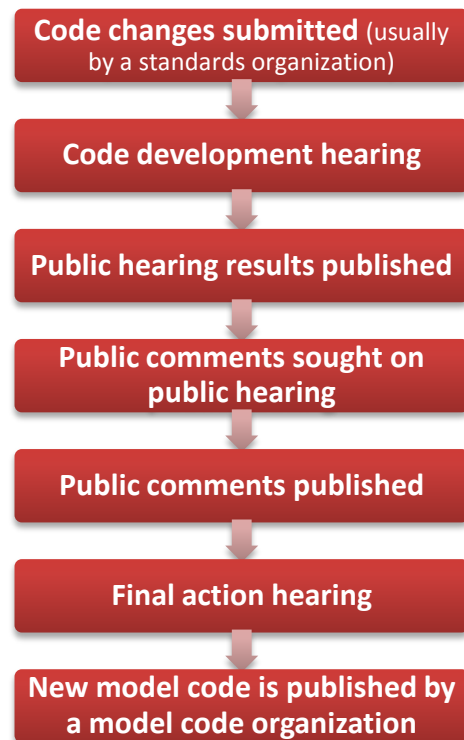 Code changes submitted (usually
by a standards organization)
Code development hearing
Public hearing results published
Public comments sought on
public hearing
Public comments published
Final action hearing
New model code is published by
a model code organization